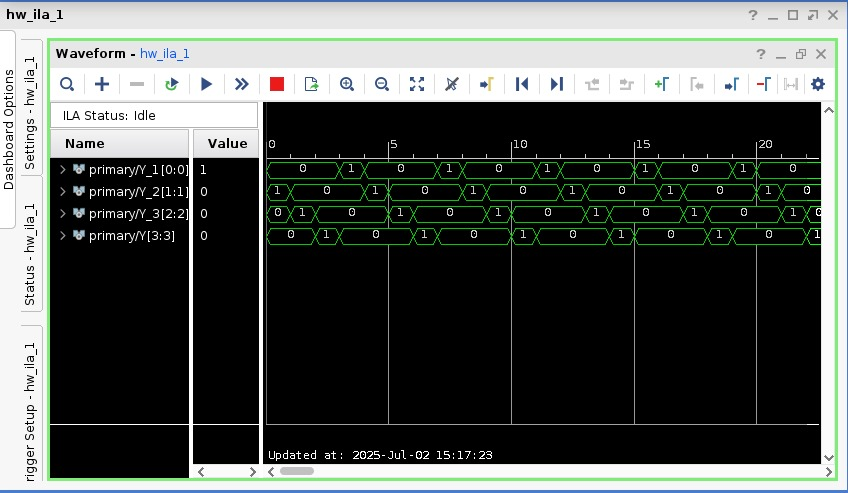 hw_ila_1
Dashboard Options
Settings - hw_ila_1
Status - hw_ila_1
rigger Setup - hw_ila_1
Waveform - hw_ila_1
ILA Status: Idle
Name Value
0 5 10 15 20
primary/Y_1[0:0] 1 0 1 0 1 0 1 0 1 0 1 0
primary/Y_2[1:1] 0 1 0 1 0 1 0 1 0 1 0 1 0
primary/Y_3[2:2] 0 0 1 0 1 0 1 0 1 0 1 0 1 0
primary/Y[3:3] 0 0 1 0 1 0 1 0 1 0 1 0 1
Updated at: 2025-Jul-02 15:17:23